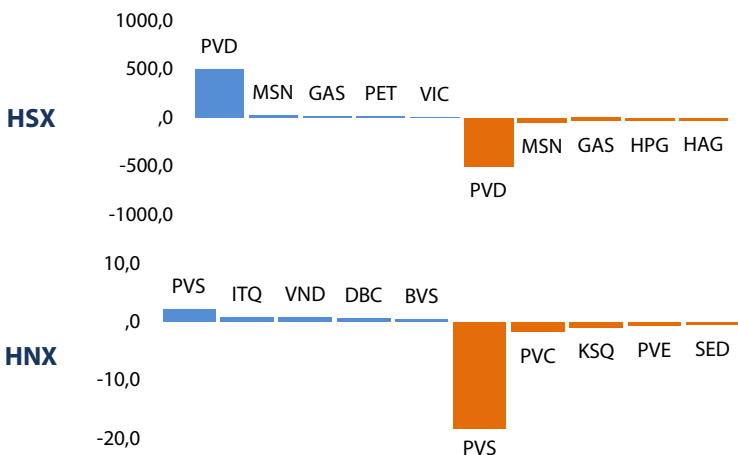 1000,0
PVD
500,0
MSN GAS PET VIC
HSX
,0
MSN GAS HPG HAG
-500,0
PVD
-1000,0
10,0
PVS
ITQ VND DBC BVS
,0
HNX
PVC KSQ PVE SED
-10,0
-20,0
PVS